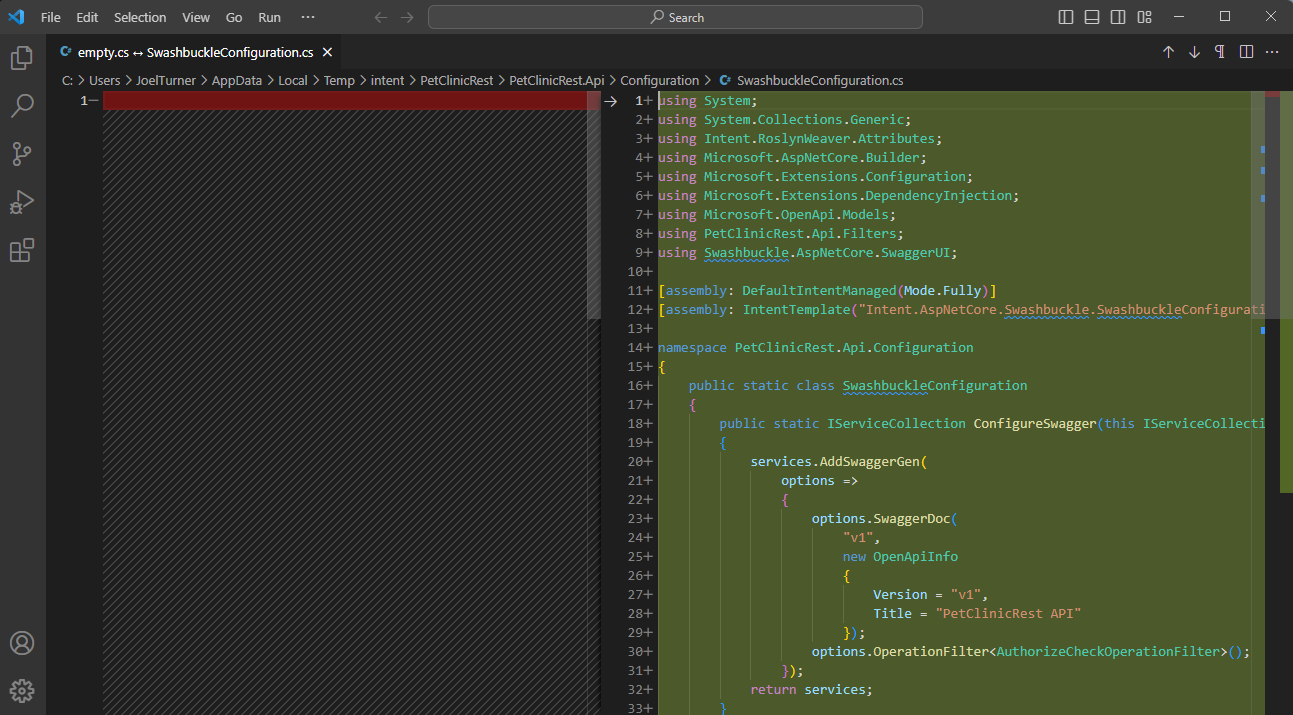 File Edit Selection View Go Run ··· Search
empty.cs ↔ SwashbuckleConfiguration.cs
C: > Users > JoelTurner > AppData > Local > Temp > intent > PetClinicRest > PetClinicRest.Api > Configuration > SwashbuckleConfiguration.cs
1−
1+ using System;
2+ using System.Collections.Generic;
3+ using Intent.RoslynWeaver.Attributes;
4+ using Microsoft.AspNetCore.Builder;
5+ using Microsoft.Extensions.Configuration;
6+ using Microsoft.Extensions.DependencyInjection;
7+ using Microsoft.OpenApi.Models;
8+ using PetClinicRest.Api.Filters;
9+ using Swashbuckle.AspNetCore.SwaggerUI;
10+
11+ [assembly: DefaultIntentManaged(Mode.Fully)]
12+ [assembly: IntentTemplate("Intent.AspNetCore.Swashbuckle.SwashbuckleConfigurati
13+
14+ namespace PetClinicRest.Api.Configuration
15+ {
16+ public static class SwashbuckleConfiguration
17+ {
18+ public static IServiceCollection ConfigureSwagger(this IServiceCollecti
19+ {
20+ services.AddSwaggerGen(
21+ options =>
22+ {
23+ options.SwaggerDoc(
24+ "v1",
25+ new OpenApiInfo
26+ {
27+ Version = "v1",
28+ Title = "PetClinicRest API"
29+ });
30+ options.OperationFilter<AuthorizeCheckOperationFilter>();
31+ });
32+ return services;
33+ }